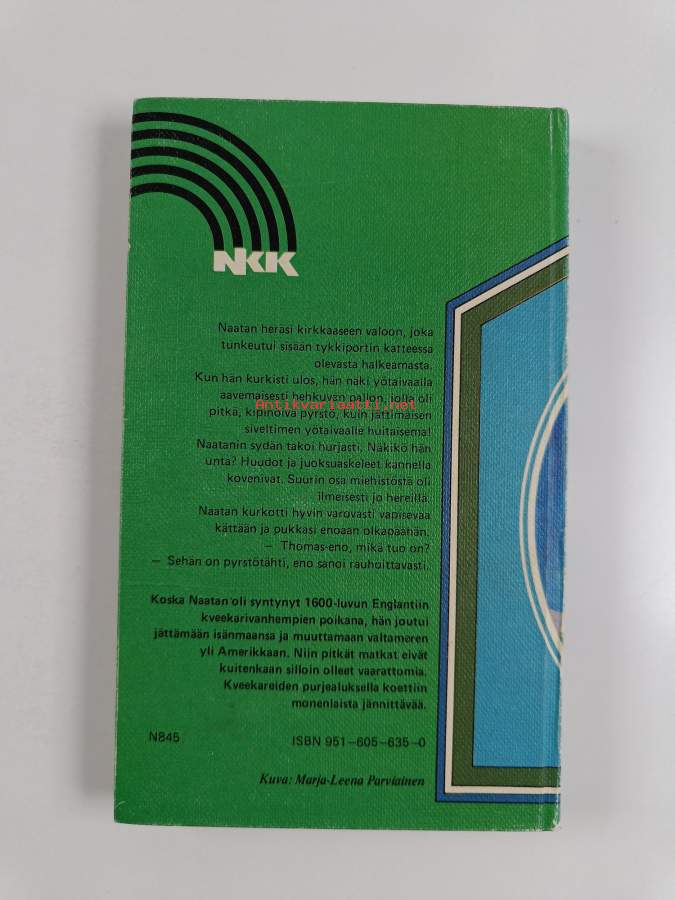 NKK
Naatan heräsi kirkkaaseen valoon, joka
tunkeutui sisään tykkiportin katteessa
olevasta halkeamasta.
Kun hän kurkisti ulos, hän näki yötaivaalla
aavemaisesti hehkuvan pallon, jolla oli
Antikvariaatti.net
pitkä, kipinöivä pyrstö, kuin jättimäisen
siveltimen yötaivaalle huitaisema!
Naatanin sydän takoi hurjasti. Näkikö hän
unta? Huudot ja juoksuaskeleet kannella
kovenivat. Suurin osa miehistöstä oli
ilmeisesti jo hereillä.
Naatan kurkotti hyvin varovasti vapisevaa
kättään ja pukkasi enoaan olkapäähän.
— Thomas-eno, mikä tuo on?
— Sehän on pyrstötähti, eno sanoi rauhoittavasti.
Koska Naatan oli syntynyt 1600-luvun Englantiin
kveekarivanhempien poikana, hän joutui
jättämään isänmaansa ja muuttamaan valtameren
yli Amerikkaan. Niin pitkät matkat eivät
kuitenkaan silloin olleet vaarattomia.
Kveekareiden purjealuksella koettiin
monenlaista jännittävää.
N845
ISBN 951-605-635-0
Kuva: Marja-Leena Parviainen